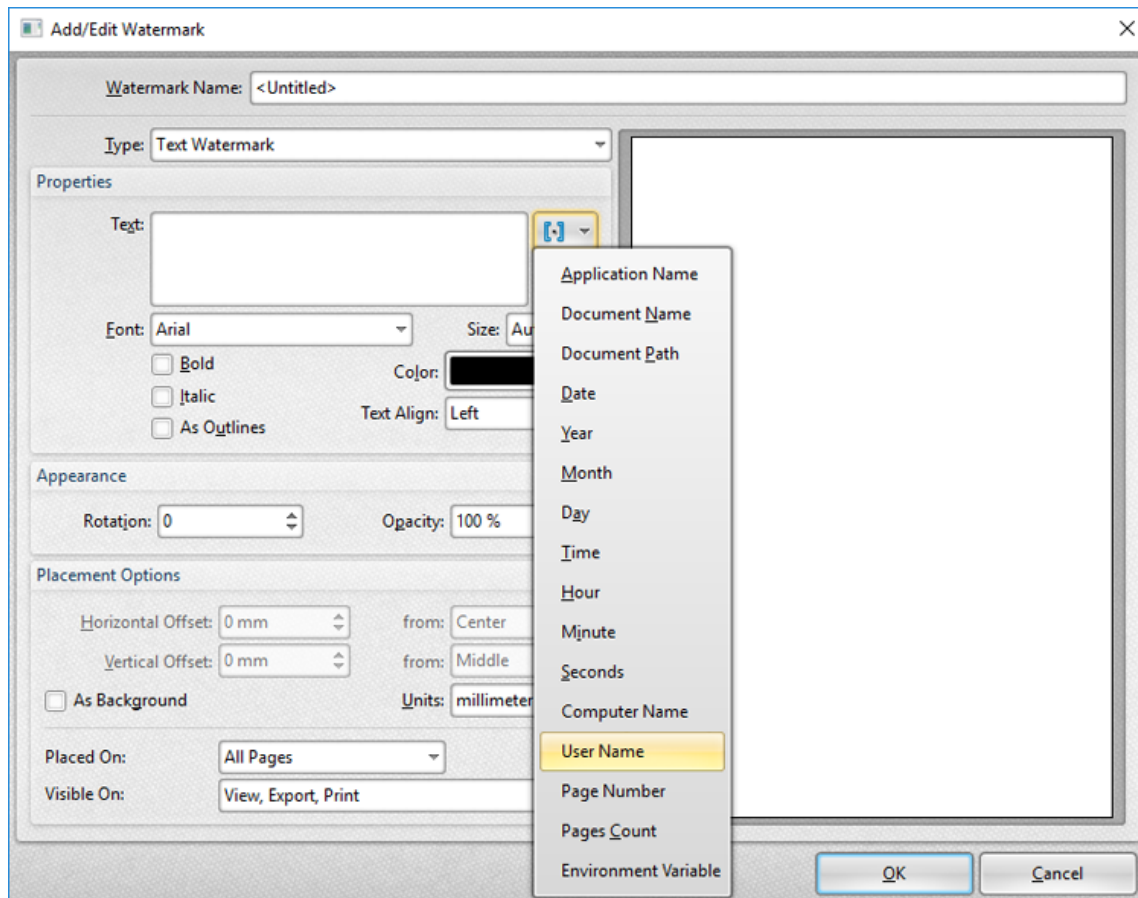 Add/Edit Watermark
Watermark Name: <Untitled>
Type: Text Watermark
Properties
Text:
Font: Arial
Size: Au
Bold
Color:
Italic
Text Align: Left
As Outlines
Appearance
Rotation: 0
Opacity: 100 %
Placement Options
Horizontal Offset: 0 mm
from: Center
Vertical Offset: 0 mm
from: Middle
As Background
Units: millimeter
Placed On: All Pages
Visible On: View, Export, Print
Application Name
Document Name
Document Path
Date
Year
Month
Day
Time
Hour
Minute
Seconds
Computer Name
User Name
Page Number
Pages Count
Environment Variable
OK
Cancel